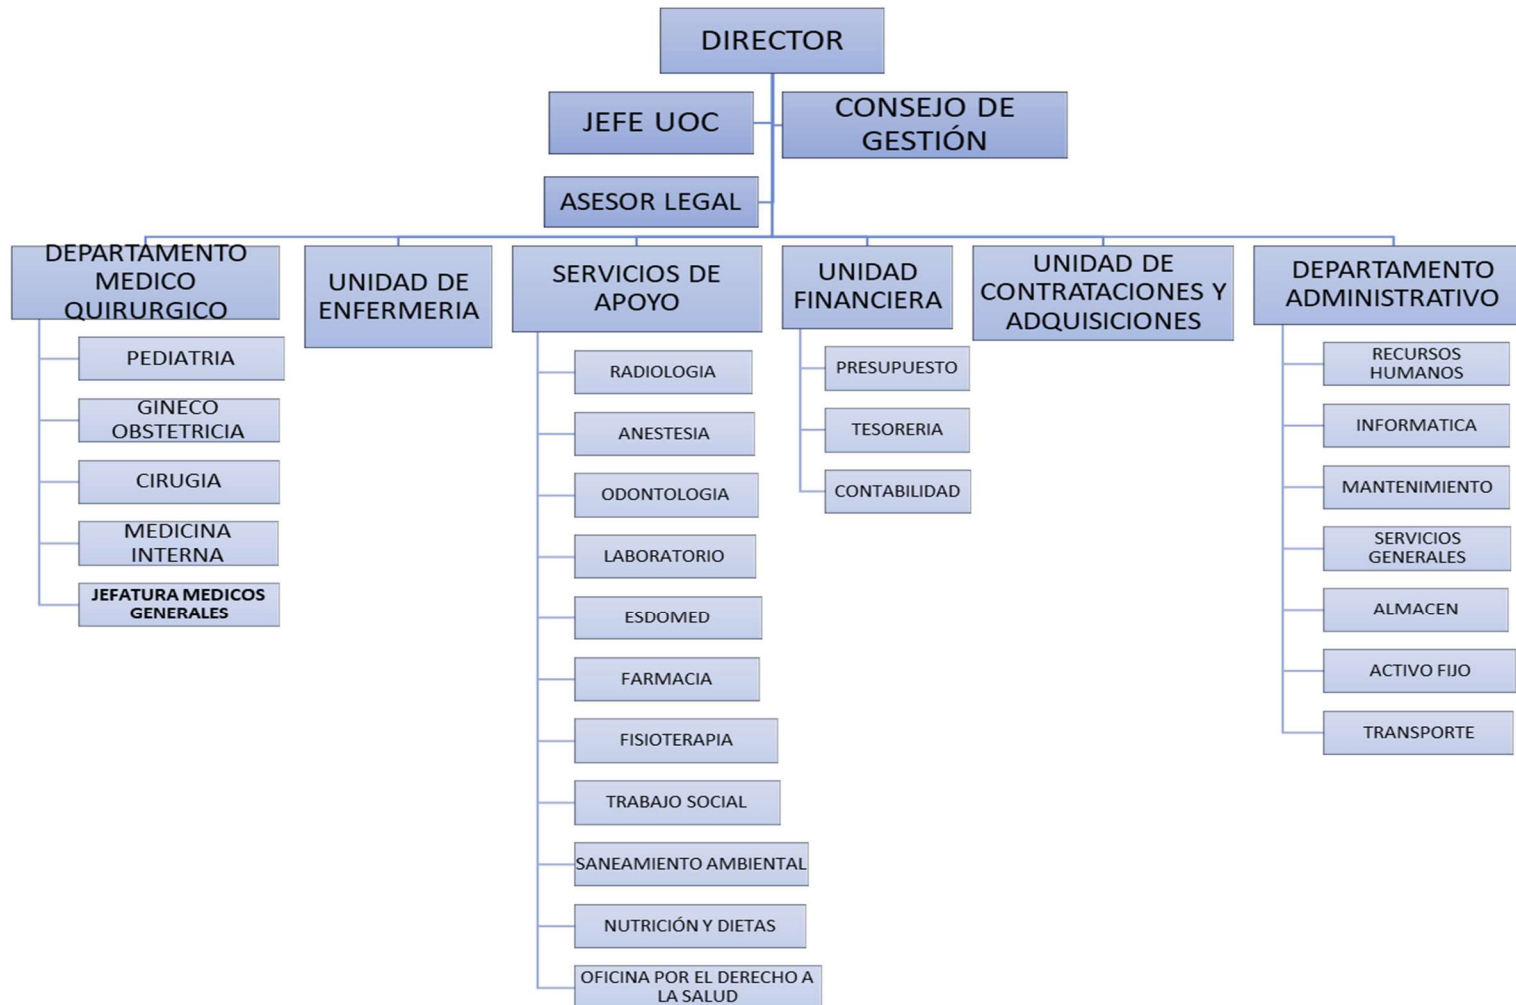 DIRECTOR
JEFE UOC
CONSEJO DE
GESTIÓN
ASESOR LEGAL
DEPARTAMENTO
MEDICO
QUIRURGICO
PEDIATRIA
GINECO
OBSTETRICIA
CIRUGIA
MEDICINA
INTERNA
JEFATURA MEDICOS
GENERALES
UNIDAD DE
ENFERMERIA
SERVICIOS DE
APOYO
RADIOLOGIA
ANESTESIA
ODONTOLOGIA
LABORATORIO
ESDOMED
FARMACIA
FISIOTERAPIA
TRABAJO SOCIAL
SANEAMIENTO AMBIENTAL
NUTRICIÓN Y DIETAS
OFICINA POR EL DERECHO A
LA SALUD
UNIDAD
FINANCIERA
PRESUPUESTO
TESORERIA
CONTABILIDAD
UNIDAD DE
CONTRATACIONES Y
ADQUISICIONES
DEPARTAMENTO
ADMINISTRATIVO
RECURSOS
HUMANOS
INFORMATICA
MANTENIMIENTO
SERVICIOS
GENERALES
ALMACEN
ACTIVO FIJO
TRANSPORTE